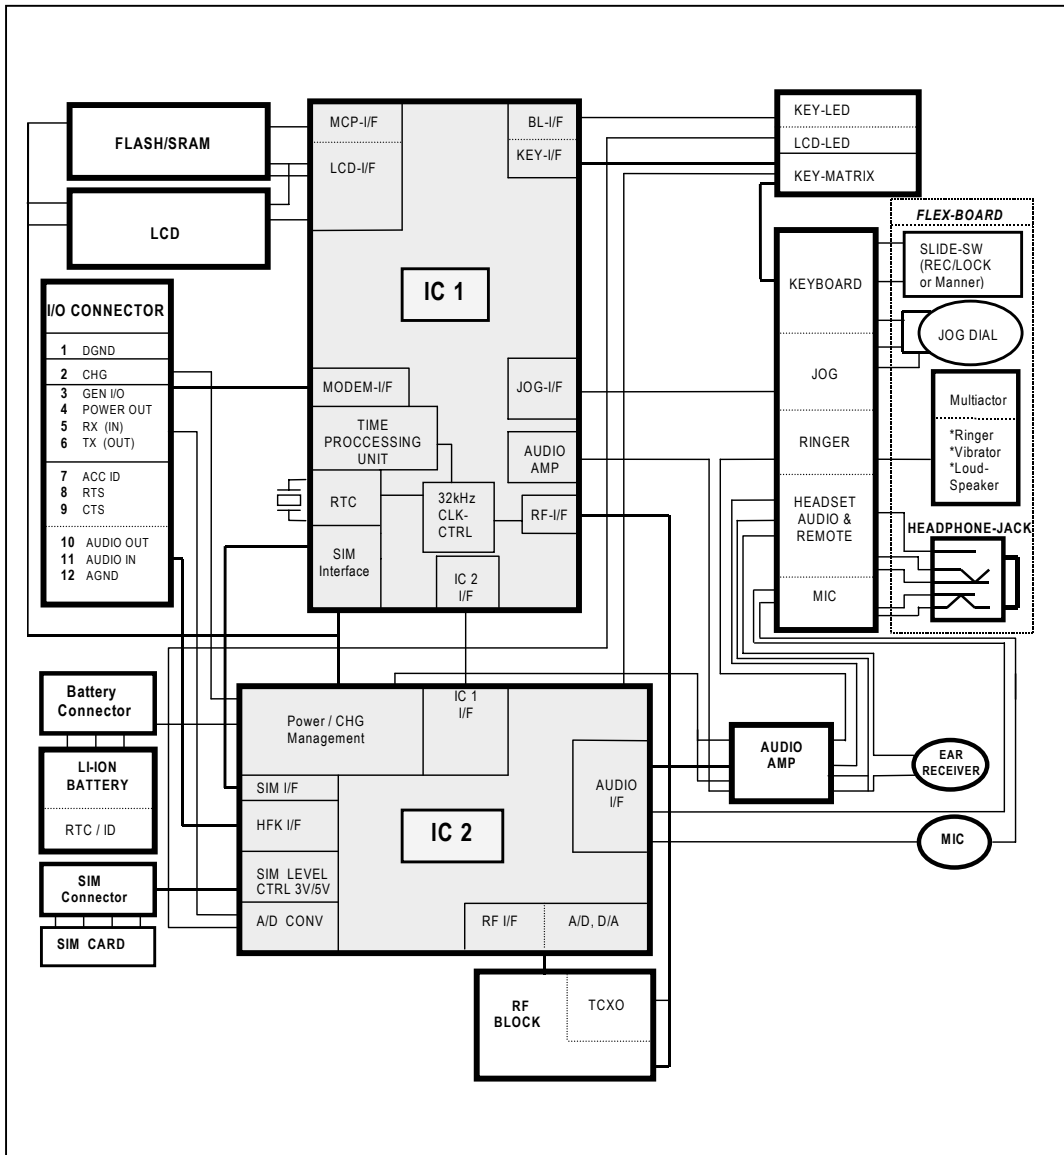 FLASH/SRAM
LCD
MCP-I/F
LCD-I/F
BL-I/F
KEY-I/F
IC 1
MODEM-I/F
TIME
PROCCESSING
UNIT
RTC
SIM
Interface
32kHz
CLK-
CTRL
IC 2
I/F
JOG-I/F
AUDIO
AMP
RF-I/F
KEY-LED
LCD-LED
KEY-MATRIX
KEYBOARD
JOG
RINGER
HEADSET
AUDIO &
REMOTE
MIC
FLEX-BOARD
SLIDE-SW
(REC/LOCK
or Manner)
JOG DIAL
Multiactor
*Ringer
*Vibrator
*Loud-
Speaker
HEADPHONE-JACK
I/O CONNECTOR
1 DGND
2 CHG
3 GEN I/O
4 POWER OUT
5 RX (IN)
6 TX (OUT)
7 ACC ID
8 RTS
9 CTS
10 AUDIO OUT
11 AUDIO IN
12 AGND
Battery
Connector
LI-ION
BATTERY
RTC / ID
SIM
Connector
SIM CARD
Power / CHG
Management
IC 1
I/F
SIM I/F
HFK I/F
SIM LEVEL
CTRL 3V/5V
A/D CONV
IC 2
AUDIO
I/F
RF I/F
A/D, D/A
AUDIO
AMP
EAR
RECEIVER
MIC
RF
BLOCK
TCXO